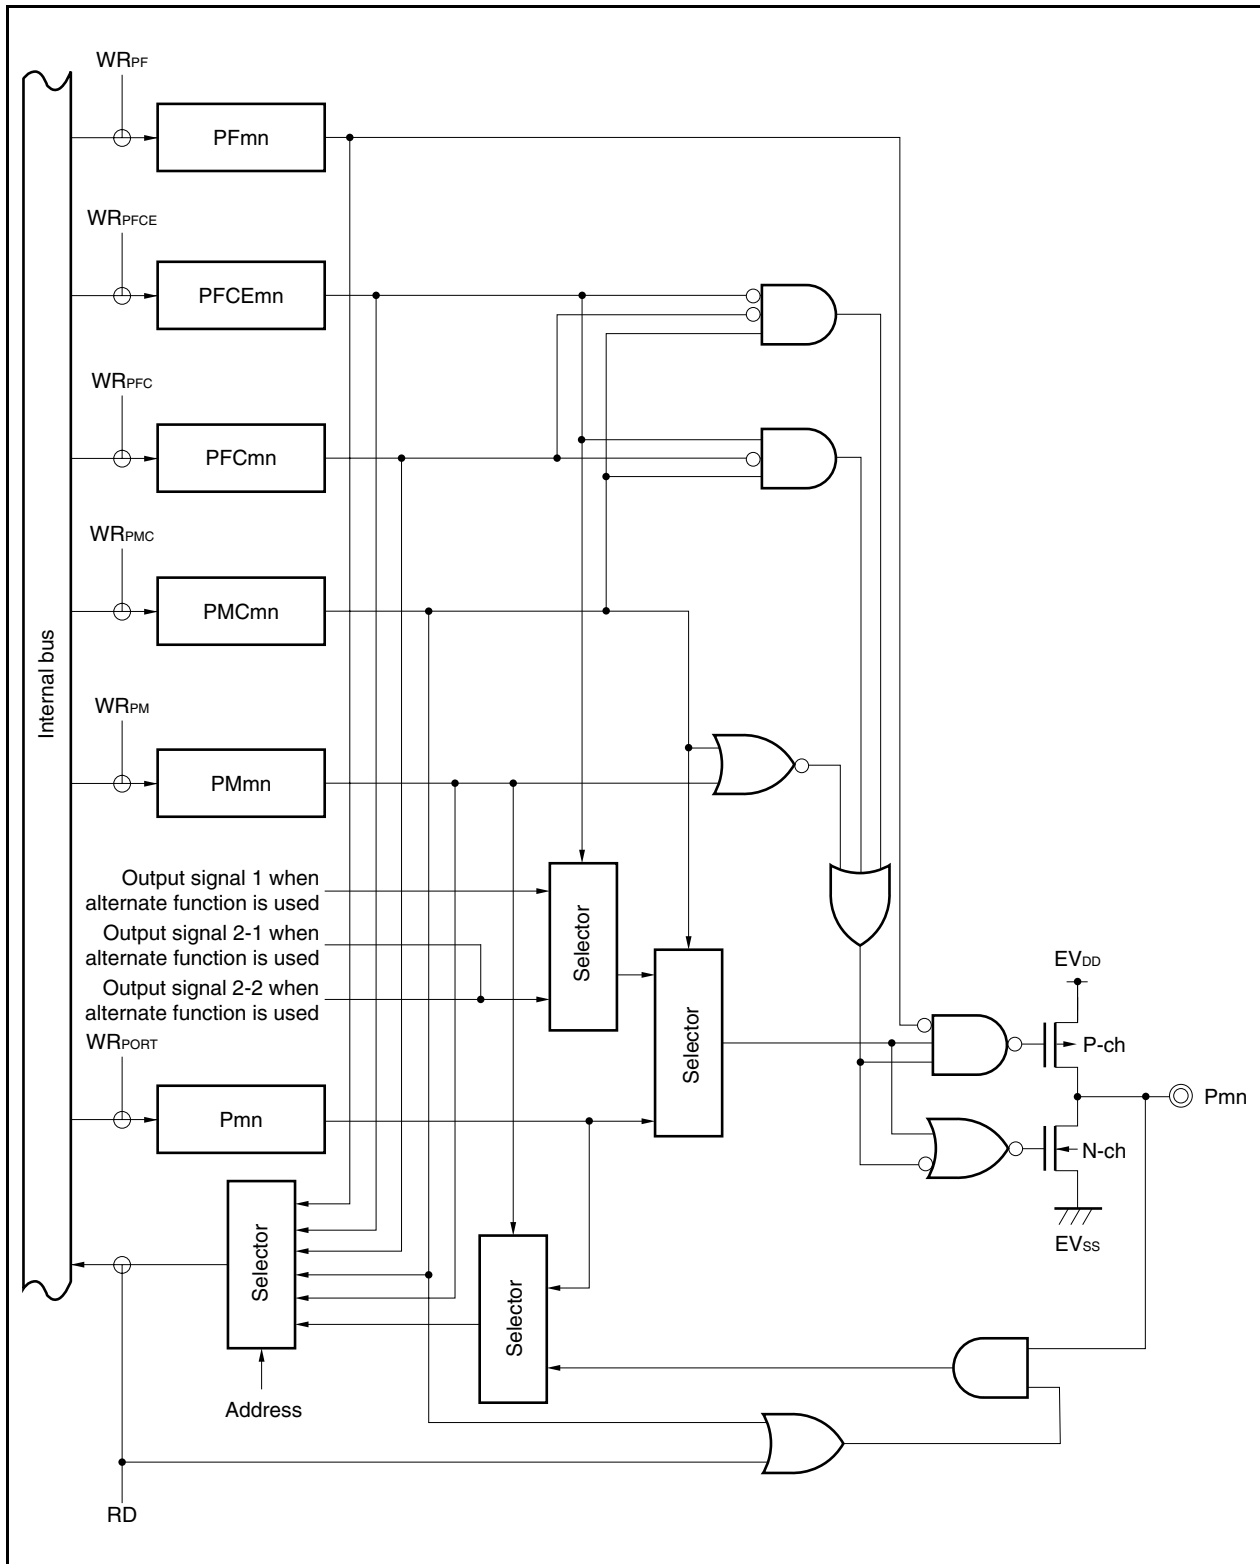 WRPF
PFmn
WRPFCE
PFCEmn
WRPFC
PFCmn
WRPMC
PMCmn
Internal bus
WRPM
PMmn
Output signal 1 when
alternate function is used
Output signal 2-1 when
alternate function is used
Output signal 2-2 when
alternate function is used
Selector
Selector
WRPORT
Pmn
EVDD
P-ch
Pmn
N-ch
EVSS
Selector
Selector
Address
RD